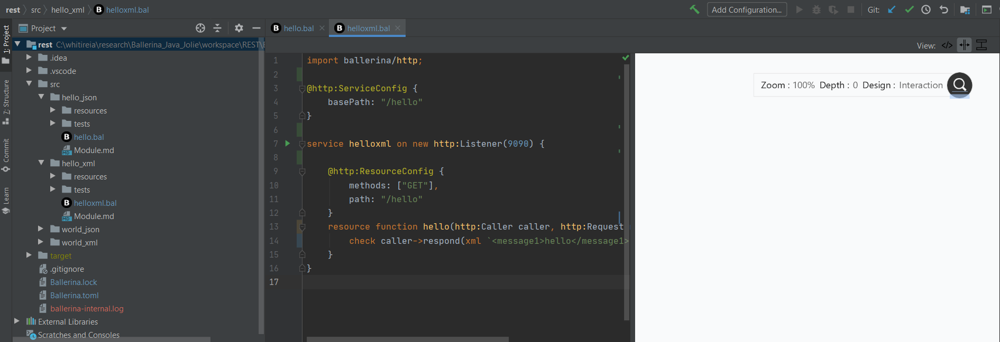 rest src hello_xml helloxml.bal
Add Configuration... Git:
Project
hello.bal helloxml.bal
1: Project
7: Structure
Commit
Learn
rest C:\whitireia\research\Ballerina_Java_Jolie\workspace\REST\
.idea
.vscode
src
hello_json
resources
tests
hello.bal
Module.md
hello_xml
resources
tests
helloxml.bal
Module.md
world_json
world_xml
target
.gitignore
Ballerina.lock
Ballerina.toml
ballerina-internal.log
External Libraries
Scratches and Consoles
View:
1 import ballerina/http;
2
3 @http:ServiceConfig {
4 basePath: "/hello"
5 }
6
7 service helloxml on new http:Listener(9090) {
8
9 @http:ResourceConfig {
10 methods: ["GET"],
11 path: "/hello"
12 }
13 resource function hello(http:Caller caller, http:Request
14 check caller->respond(xml `<message1>hello</message1>
15 }
16 }
17
Zoom : 100% Depth : 0 Design : Interaction